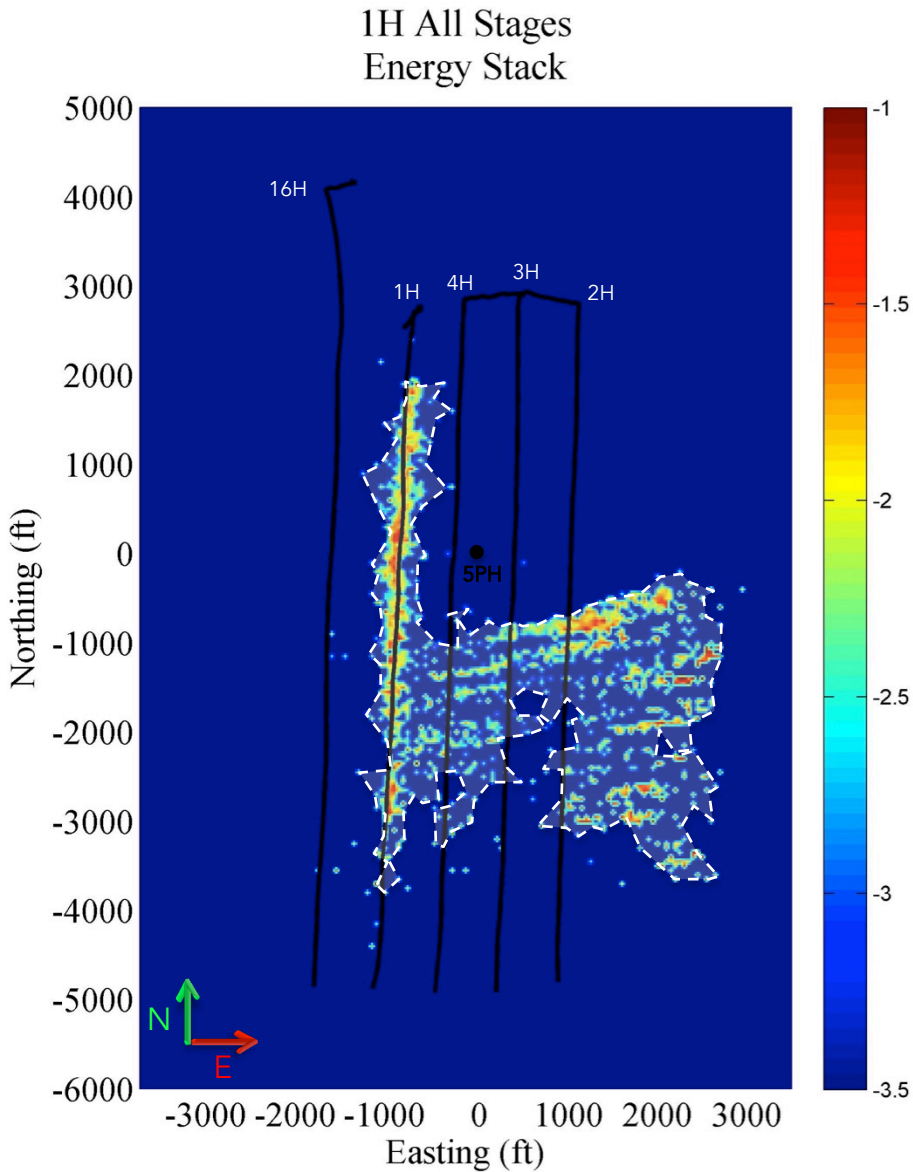 1H All Stages
Energy Stack
5000
4000
3000
2000
1000
0
-1000
-2000
-3000
-4000
-5000
-6000
Northing (ft)
16H
1H
4H
3H
2H
5PH
N
E
-3000 -2000 -1000 0 1000 2000 3000
Easting (ft)
-1
-1.5
-2
-2.5
-3
-3.5